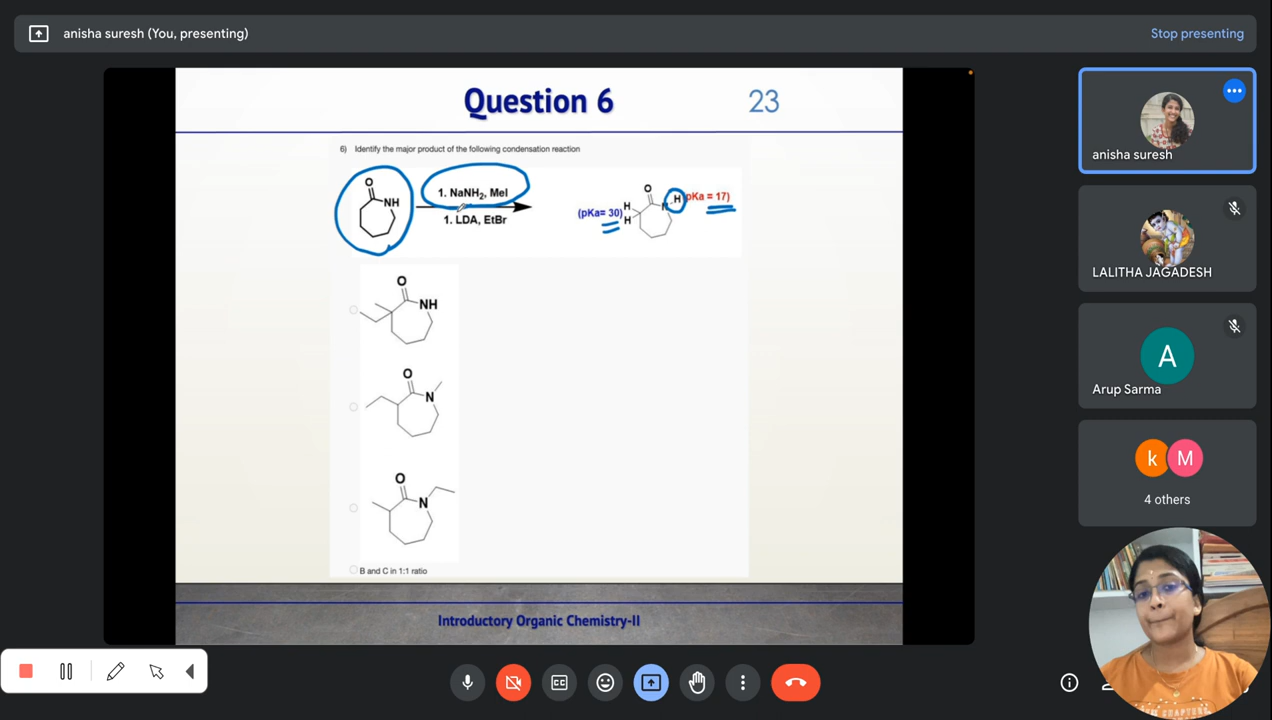 anisha suresh (You, presenting)
Stop presenting
Question 6
23
6) Identify the major product of the following condensation reaction
O
NH
1. NaNH2, MeI
1. LDA, EtBr
O
H
pKa = 17)
(pKa= 30)
H
H
N
O
NH
O
N
O
N
B and C in 1:1 ratio
Introductory Organic Chemistry-II
anisha suresh
LALITHA JAGADESH
A
Arup Sarma
k
M
4 others